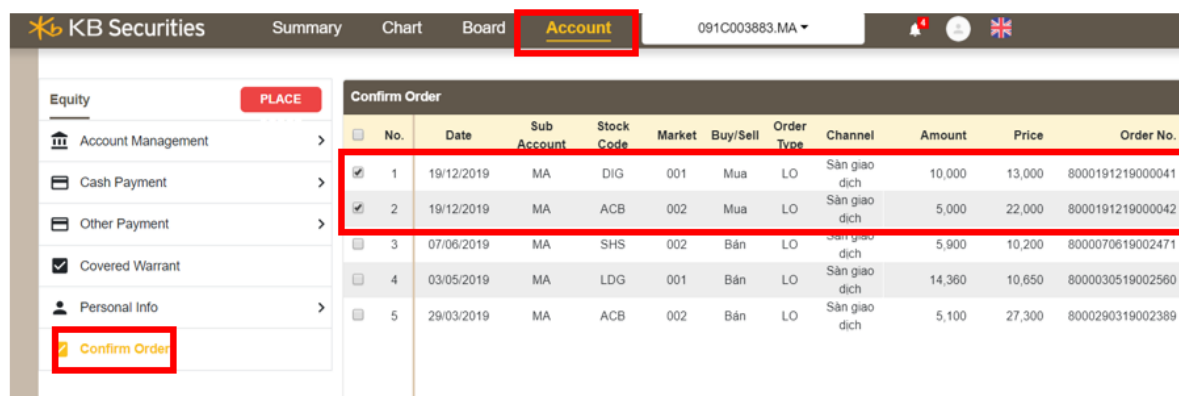 KB Securities Summary Chart Board Account 091C003883.MA 4
Equity PLACE
Account Management
Cash Payment
Other Payment
Covered Warrant
Personal Info
Confirm Order
Confirm Order
No. Date Sub Account Stock Code Market Buy/Sell Order Type Channel Amount Price Order No.
1 19/12/2019 MA DIG 001 Mua LO Sàn giao dịch 10,000 13,000 8000191219000041
2 19/12/2019 MA ACB 002 Mua LO Sàn giao dịch 5,000 22,000 8000191219000042
3 07/06/2019 MA SHS 002 Bán LO Sàn giao dịch 5,900 10,200 8000070619002471
4 03/05/2019 MA LDG 001 Bán LO Sàn giao dịch 14,360 10,650 8000030519002560
5 29/03/2019 MA ACB 002 Bán LO Sàn giao dịch 5,100 27,300 8000290319002389